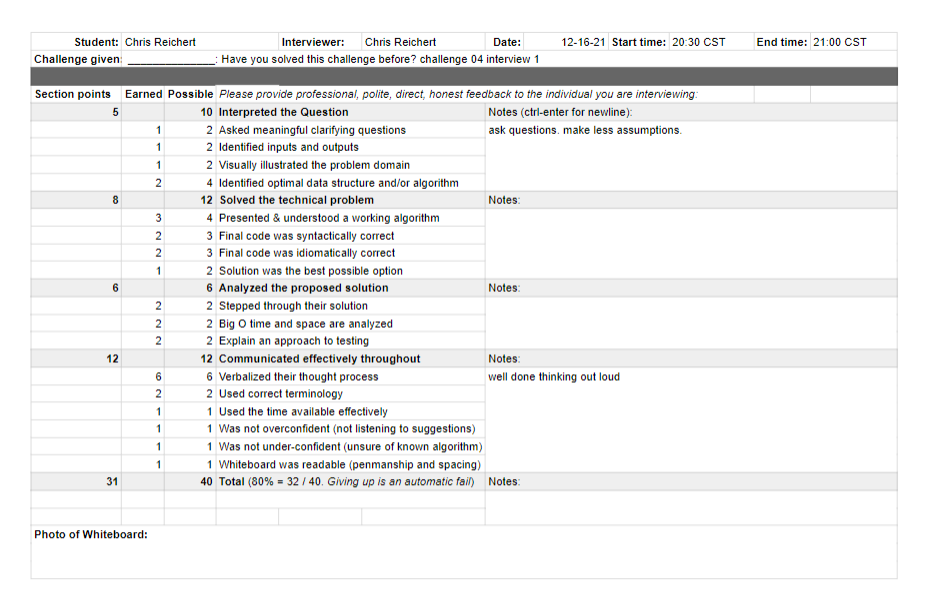 Student: Chris Reichert Interviewer: Chris Reichert Date: 12-16-21 Start time: 20:30 CST End time: 21:00 CST
Challenge given: ______________: Have you solved this challenge before? challenge 04 interview 1
Section points Earned Possible Please provide professional, polite, direct, honest feedback to the individual you are interviewing:
5 10 Interpreted the Question Notes (ctrl-enter for newline):
1 2 Asked meaningful clarifying questions ask questions. make less assumptions.
1 2 Identified inputs and outputs
1 2 Visually illustrated the problem domain
2 4 Identified optimal data structure and/or algorithm
8 12 Solved the technical problem Notes:
3 4 Presented & understood a working algorithm
2 3 Final code was syntactically correct
2 3 Final code was idiomatically correct
1 2 Solution was the best possible option
6 6 Analyzed the proposed solution Notes:
2 2 Stepped through their solution
2 2 Big O time and space are analyzed
2 2 Explain an approach to testing
12 12 Communicated effectively throughout Notes:
6 6 Verbalized their thought process well done thinking out loud
2 2 Used correct terminology
1 1 Used the time available effectively
1 1 Was not overconfident (not listening to suggestions)
1 1 Was not under-confident (unsure of known algorithm)
1 1 Whiteboard was readable (penmanship and spacing)
31 40 Total (80% = 32 / 40. Giving up is an automatic fail) Notes:
Photo of Whiteboard: